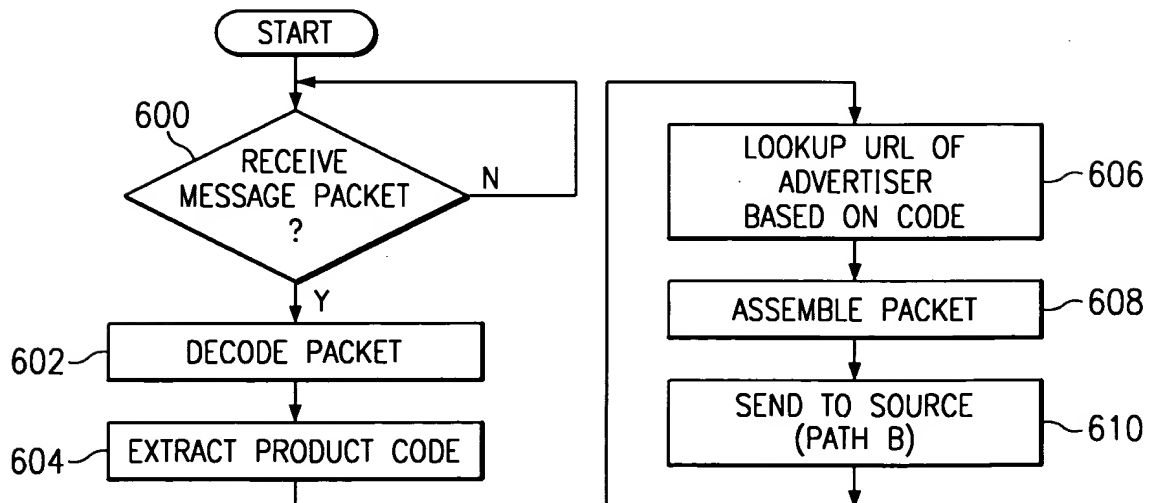 START
600
RECEIVE
MESSAGE PACKET
?
N
Y
602
DECODE PACKET
604
EXTRACT PRODUCT CODE
LOOKUP URL OF
ADVERTISER
BASED ON CODE
606
ASSEMBLE PACKET
608
SEND TO SOURCE
(PATH B)
610